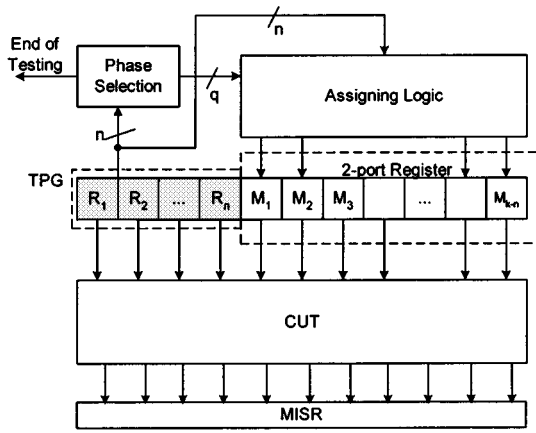 n
End of
Testing
Phase
Selection
q
Assigning Logic
n
TPG
2-port Register
R1 R2 ... Rn M1 M2 M3 ... Mk-n
CUT
MISR